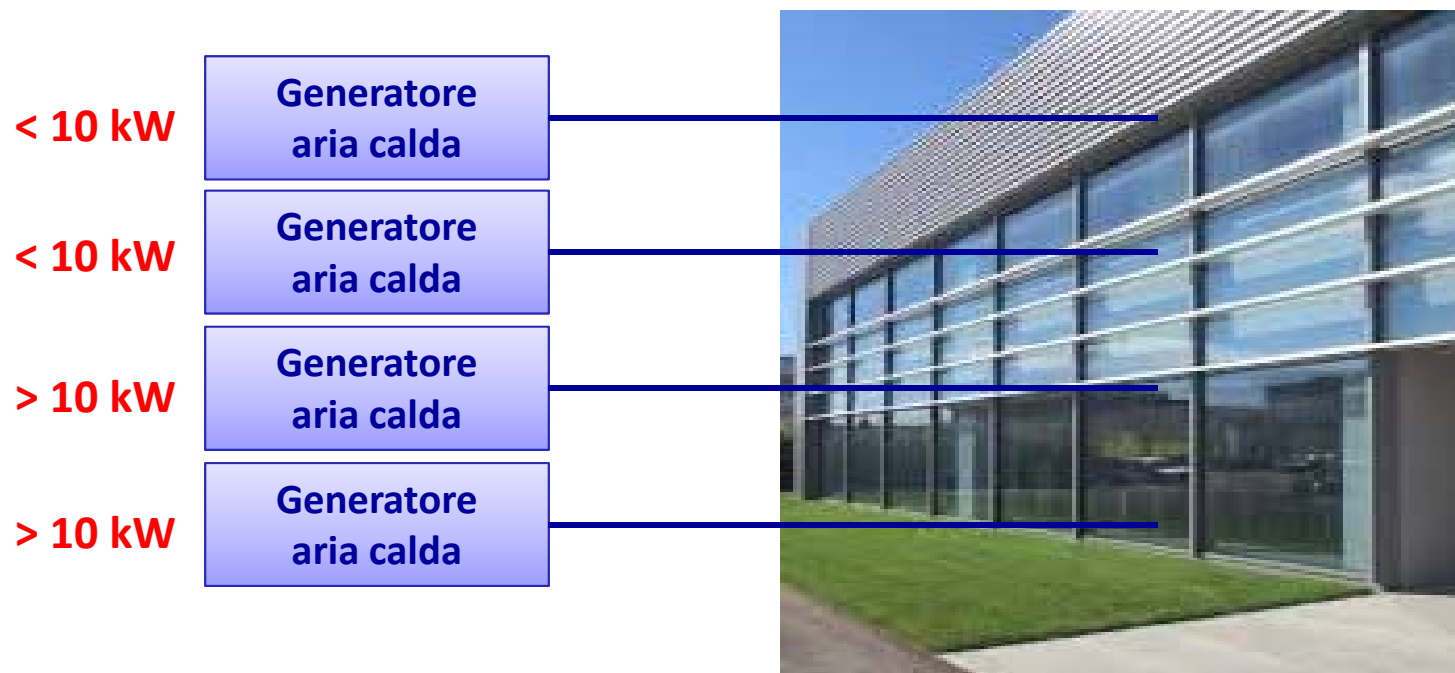 < 10 kW
Generatore
aria calda
< 10 kW
Generatore
aria calda
> 10 kW
Generatore
aria calda
> 10 kW
Generatore
aria calda